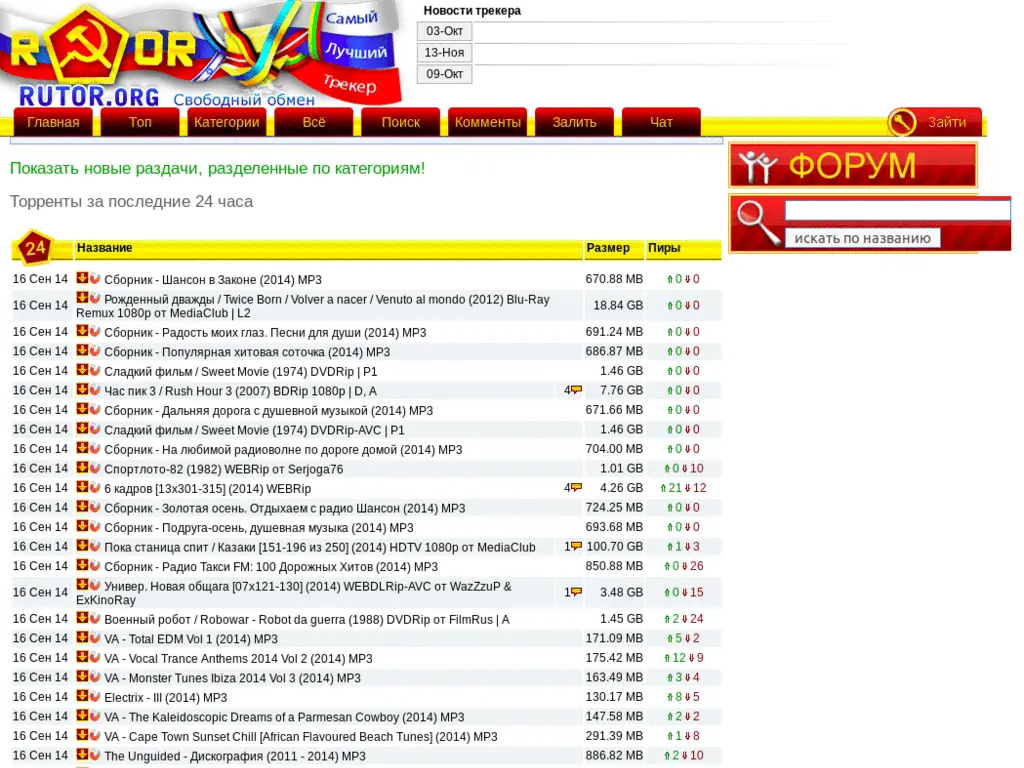 R TOR
Самый
Лучший
Трекер
RUTOR.ORG Свободный обмен
Новости трекера
03-Окт
13-Ноя
09-Окт
Главная Топ Категории Всё Поиск Комменты Залить Чат Зайти
ФОРУМ
искать по названию
Показать новые раздачи, разделенные по категориям!
Торренты за последние 24 часа
24 Название Размер Пиры
16 Сен 14 Сборник - Шансон в Законе (2014) MP3 670.88 MB 0 0
16 Сен 14 Рожденный дважды / Twice Born / Volver a nacer / Venuto al mondo (2012) Blu-Ray
Remux 1080p от MediaClub | L2 18.84 GB 0 0
16 Сен 14 Сборник - Радость моих глаз. Песни для души (2014) MP3 691.24 MB 0 0
16 Сен 14 Сборник - Популярная хитовая соточка (2014) MP3 686.87 MB 0 0
16 Сен 14 Сладкий фильм / Sweet Movie (1974) DVDRip | P1 1.46 GB 0 0
16 Сен 14 Час пик 3 / Rush Hour 3 (2007) BDRip 1080p | D, A 4 7.76 GB 0 0
16 Сен 14 Сборник - Дальняя дорога с душевной музыкой (2014) MP3 671.66 MB 0 0
16 Сен 14 Сладкий фильм / Sweet Movie (1974) DVDRip-AVC | P1 1.46 GB 0 0
16 Сен 14 Сборник - На любимой радиоволне по дороге домой (2014) MP3 704.00 MB 0 0
16 Сен 14 Спортлото-82 (1982) WEBRip от Serjoga76 1.01 GB 0 10
16 Сен 14 6 кадров [13x301-315] (2014) WEBRip 4 4.26 GB 21 12
16 Сен 14 Сборник - Золотая осень. Отдыхаем с радио Шансон (2014) MP3 724.25 MB 0 0
16 Сен 14 Сборник - Подруга-осень, душевная музыка (2014) MP3 693.68 MB 0 0
16 Сен 14 Пока станица спит / Казаки [151-196 из 250] (2014) HDTV 1080p от MediaClub 1 100.70 GB 1 3
16 Сен 14 Сборник - Радио Такси FM: 100 Дорожных Хитов (2014) MP3 850.88 MB 0 26
16 Сен 14 Универ. Новая общага [07x121-130] (2014) WEBDLRip-AVC от WazZzuP &
ExKinoRay 1 3.48 GB 0 15
16 Сен 14 Военный робот / Robowar - Robot da guerra (1988) DVDRip от FilmRus | A 1.45 GB 2 24
16 Сен 14 VA - Total EDM Vol 1 (2014) MP3 171.09 MB 5 2
16 Сен 14 VA - Vocal Trance Anthems 2014 Vol 2 (2014) MP3 175.42 MB 12 9
16 Сен 14 VA - Monster Tunes Ibiza 2014 Vol 3 (2014) MP3 163.49 MB 3 4
16 Сен 14 Electrix - III (2014) MP3 130.17 MB 8 5
16 Сен 14 VA - The Kaleidoscopic Dreams of a Parmesan Cowboy (2014) MP3 147.58 MB 2 2
16 Сен 14 VA - Cape Town Sunset Chill [African Flavoured Beach Tunes] (2014) MP3 291.39 MB 1 8
16 Сен 14 The Unguided - Дискография (2011 - 2014) MP3 886.82 MB 2 10